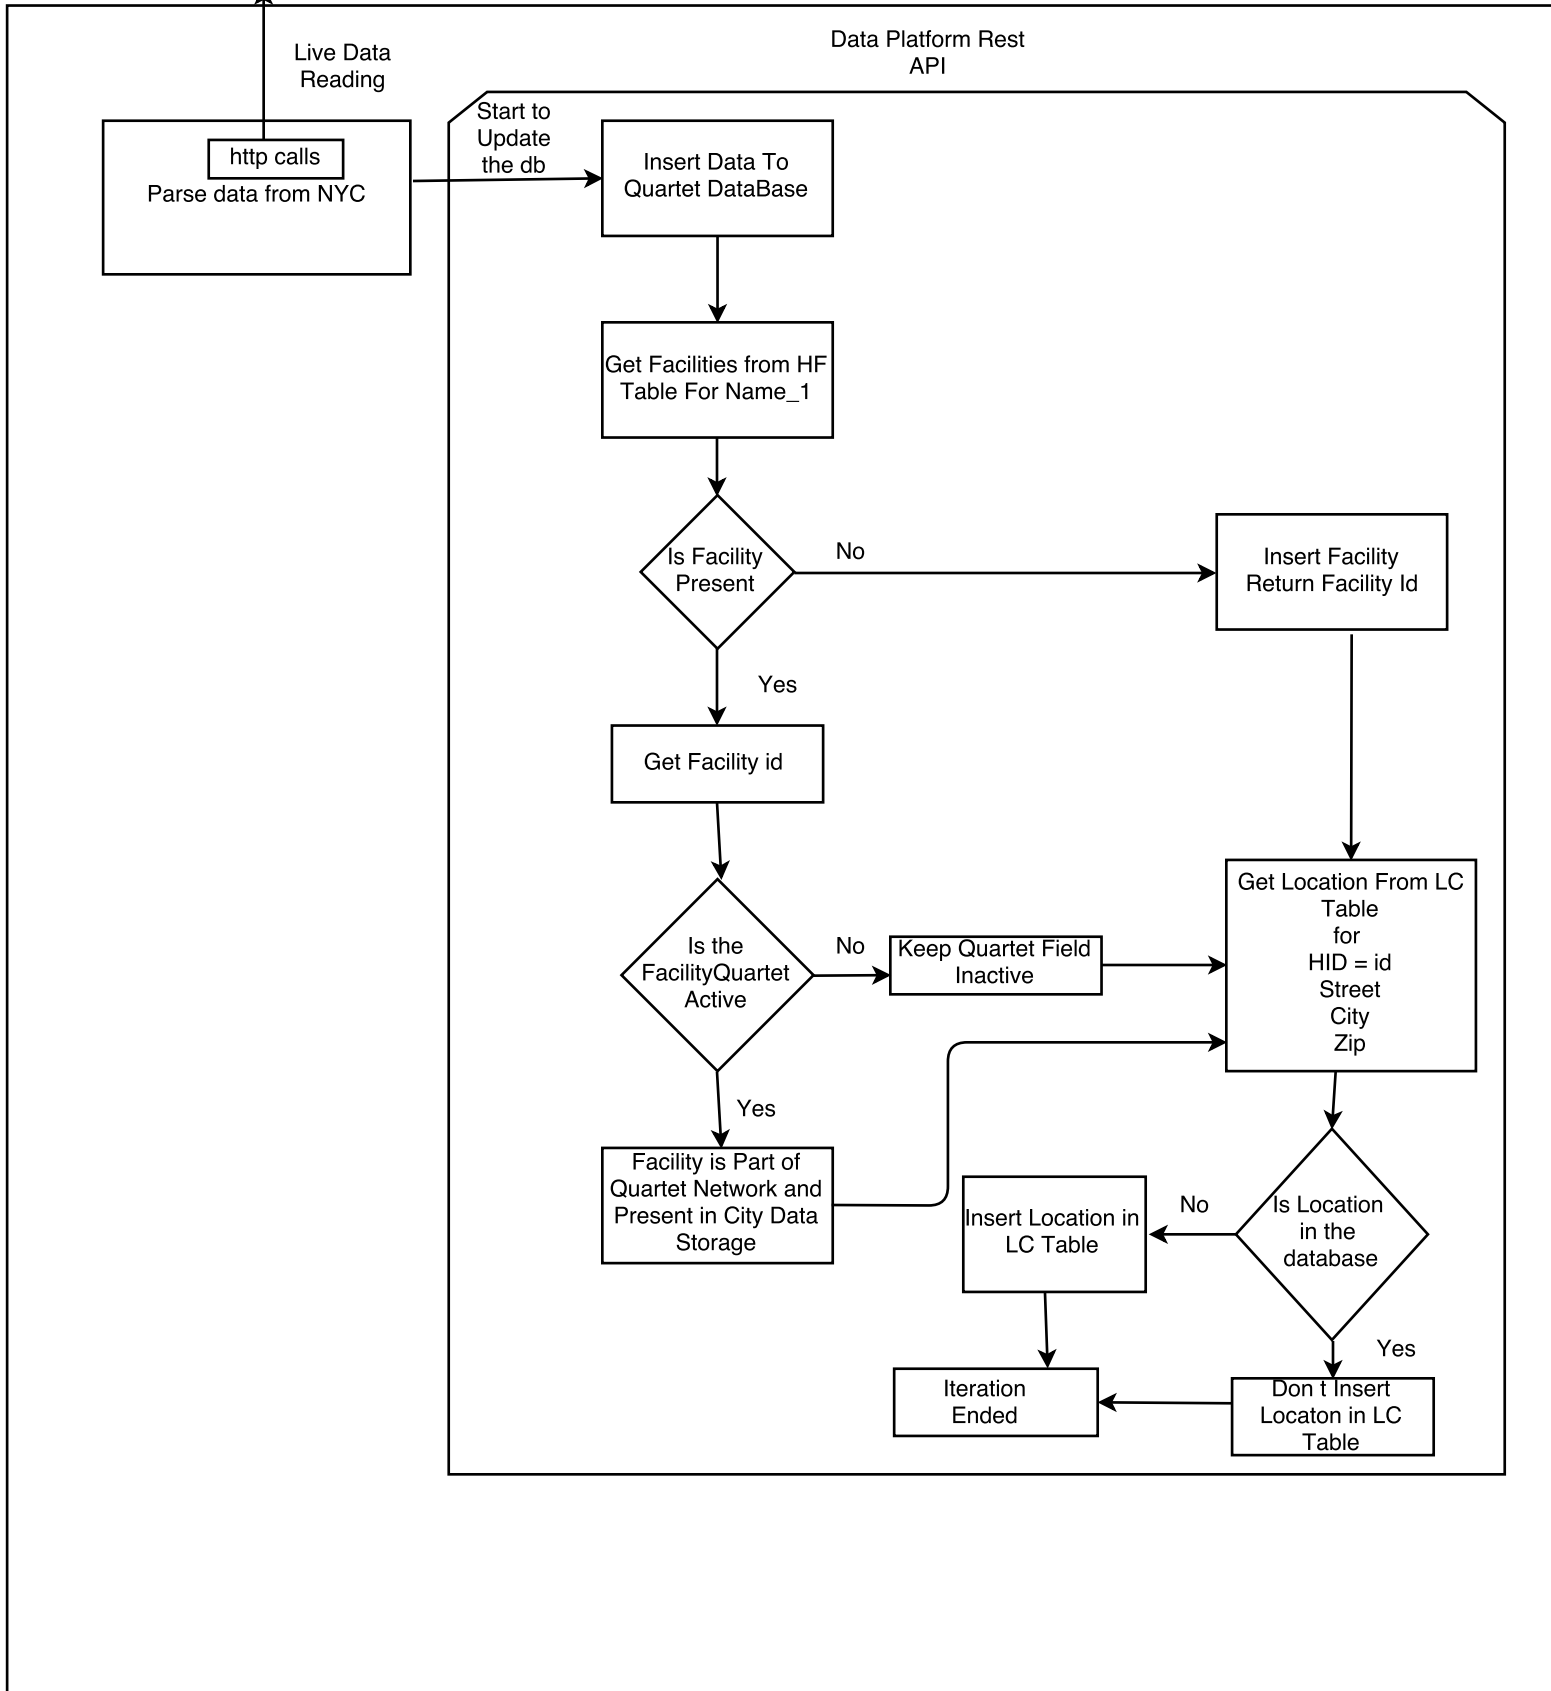 Data Platform Rest
API
Live Data
Reading
http calls
Parse data from NYC
Start to
Update
the db
Insert Data To
Quartet DataBase
Get Facilities from HF
Table For Name_1
Is Facility
Present
No
Insert Facility
Return Facility Id
Yes
Get Facility id
Is the
FacilityQuartet
Active
No
Keep Quartet Field
Inactive
Get Location From LC
Table
for
HID = id
Street
City
Zip
Yes
Facility is Part of
Quartet Network and
Present in City Data
Storage
Is Location
in the
database
No
Insert Location in
LC Table
Yes
Don t Insert
Locaton in LC
Table
Iteration
Ended